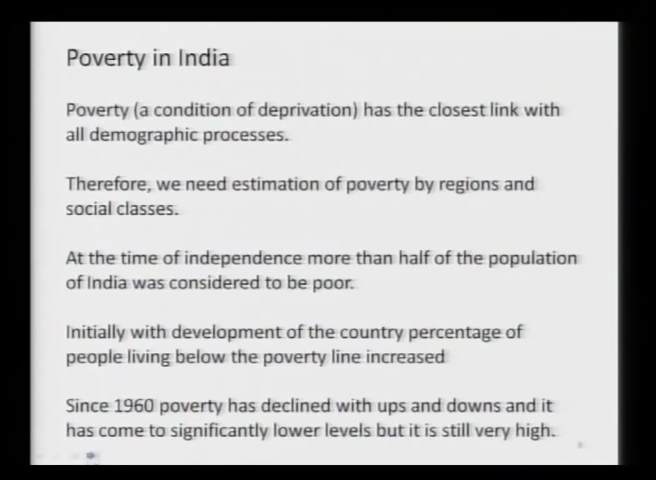 Poverty in India
Poverty (a condition of deprivation) has the closest link with
all demographic processes.
Therefore, we need estimation of poverty by regions and
social classes.
At the time of independence more than half of the population
of India was considered to be poor.
Initially with development of the country percentage of
people living below the poverty line increased
Since 1960 poverty has declined with ups and downs and it
has come to significantly lower levels but it is still very high.